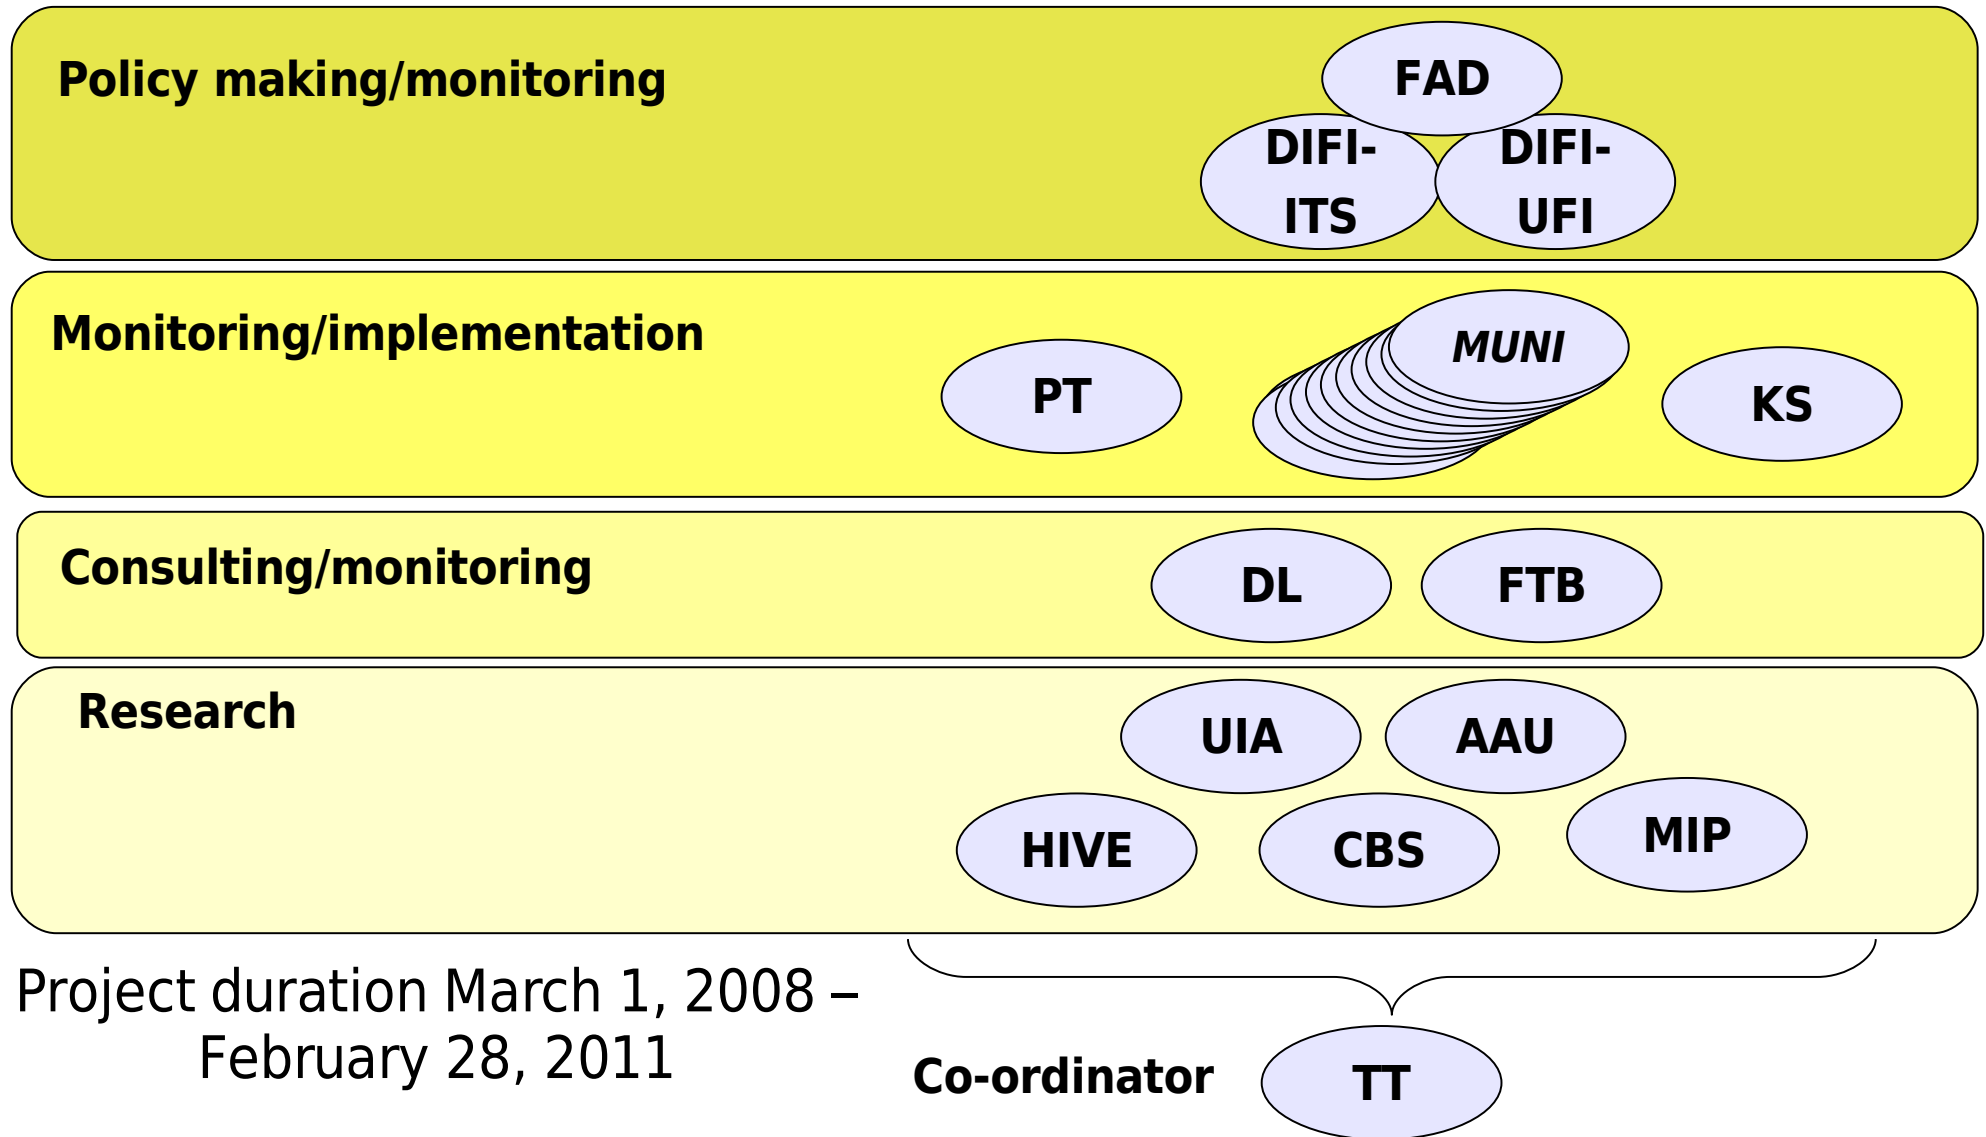 Policy making/monitoring
FAD
DIFI-
ITS
DIFI-
UFI
Monitoring/implementation
PT
MUNI
KS
Consulting/monitoring
DL
FTB
Research
UIA
AAU
HIVE
CBS
MIP
Project duration March 1, 2008 –
February 28, 2011
Co-ordinator
TT